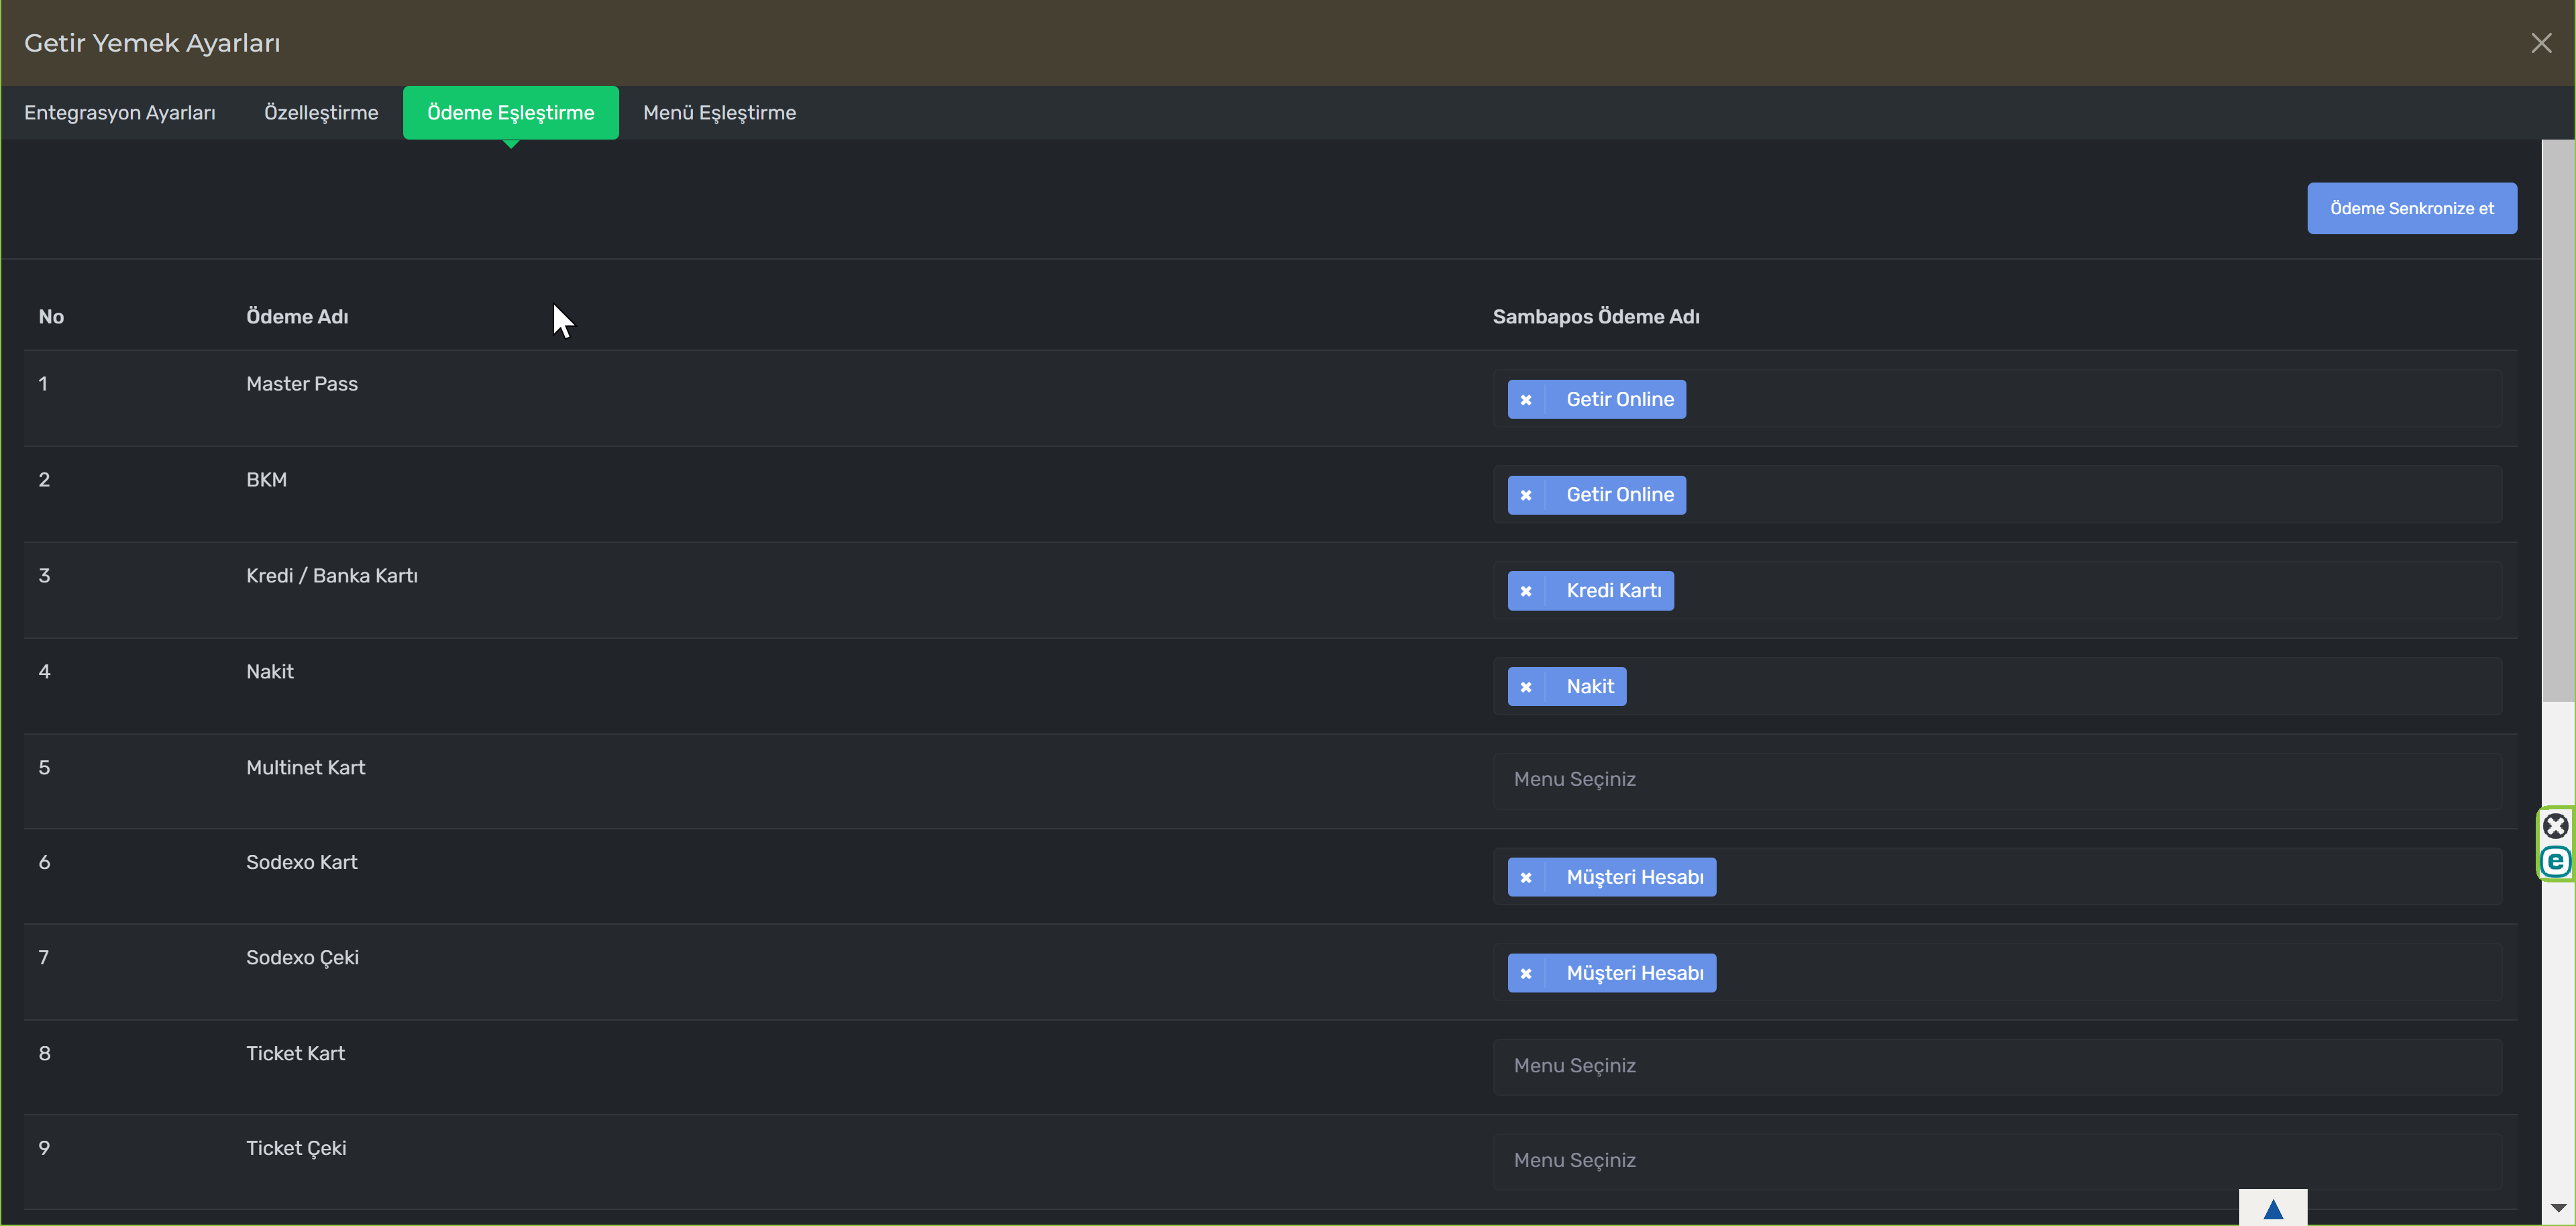 Getir Yemek Ayarları
Entegrasyon Ayarları Özelleştirme Ödeme Eşleştirme Menü Eşleştirme
Ödeme Senkronize et
No Ödeme Adı Sambapos Ödeme Adı
1 Master Pass × Getir Online
2 BKM × Getir Online
3 Kredi / Banka Kartı × Kredi Kartı
4 Nakit × Nakit
5 Multinet Kart Menu Seçiniz
6 Sodexo Kart × Müşteri Hesabı
7 Sodexo Çeki × Müşteri Hesabı
8 Ticket Kart Menu Seçiniz
9 Ticket Çeki Menu Seçiniz